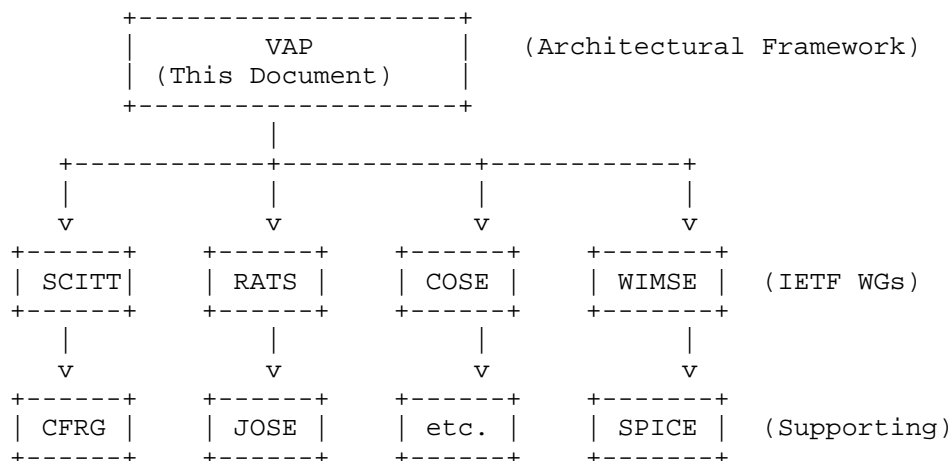 VAP (Architectural Framework)
(This Document)
v v v v
SCITT RATS COSE WIMSE (IETF WGs)
v v v v
CFRG JOSE etc. SPICE (Supporting)